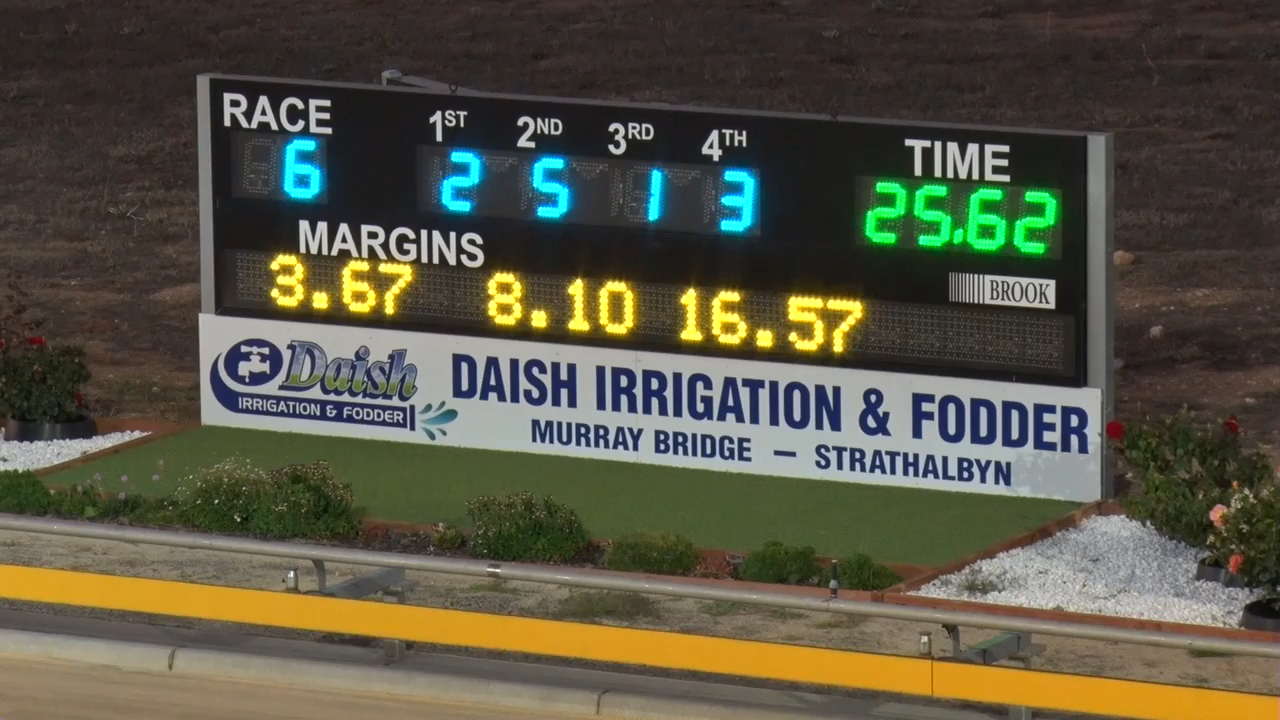 RACE 1ST 2ND 3RD 4TH TIME
6 2 5 1 3 25.62
MARGINS
3.67 8.10 16.57
BROOK
Daish
IRRIGATION & FODDER
DAISH IRRIGATION & FODDER
MURRAY BRIDGE — STRATHALBYN